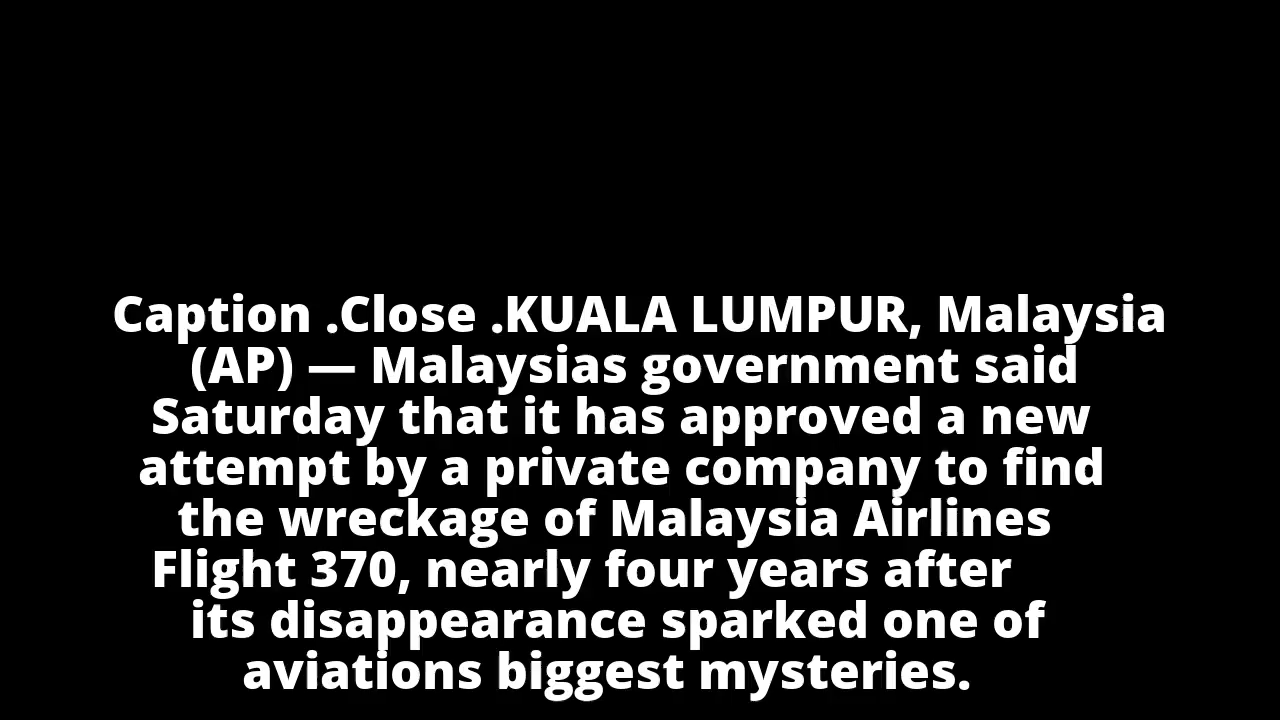 Caption .Close .KUALA LUMPUR, Malaysia
(AP) — Malaysias government said
Saturday that it has approved a new
attempt by a private company to find
the wreckage of Malaysia Airlines
Flight 370, nearly four years after
its disappearance sparked one of
aviations biggest mysteries.